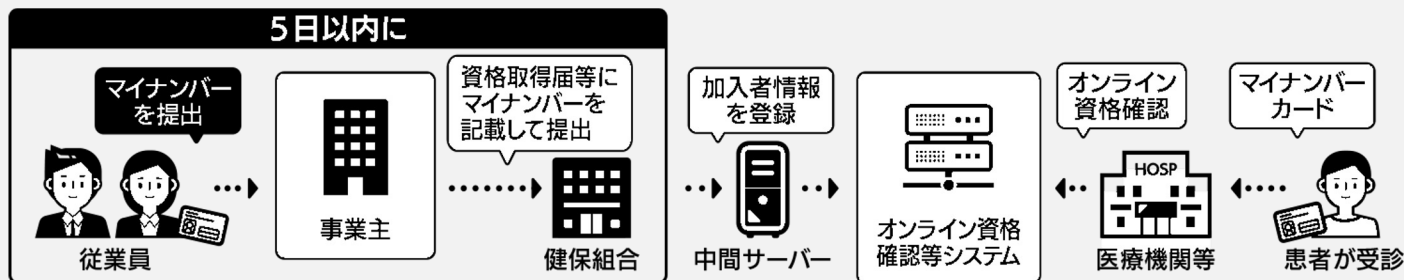 5日以内に
マイナンバー
を提出
従業員
事業主
資格取得届等に
マイナンバーを
記載して提出
健保組合
加入者情報
を登録
中間サーバー
オンライン資格
確認等システム
オンライン
資格確認
HOSP
医療機関等
マイナンバー
カード
患者が受診